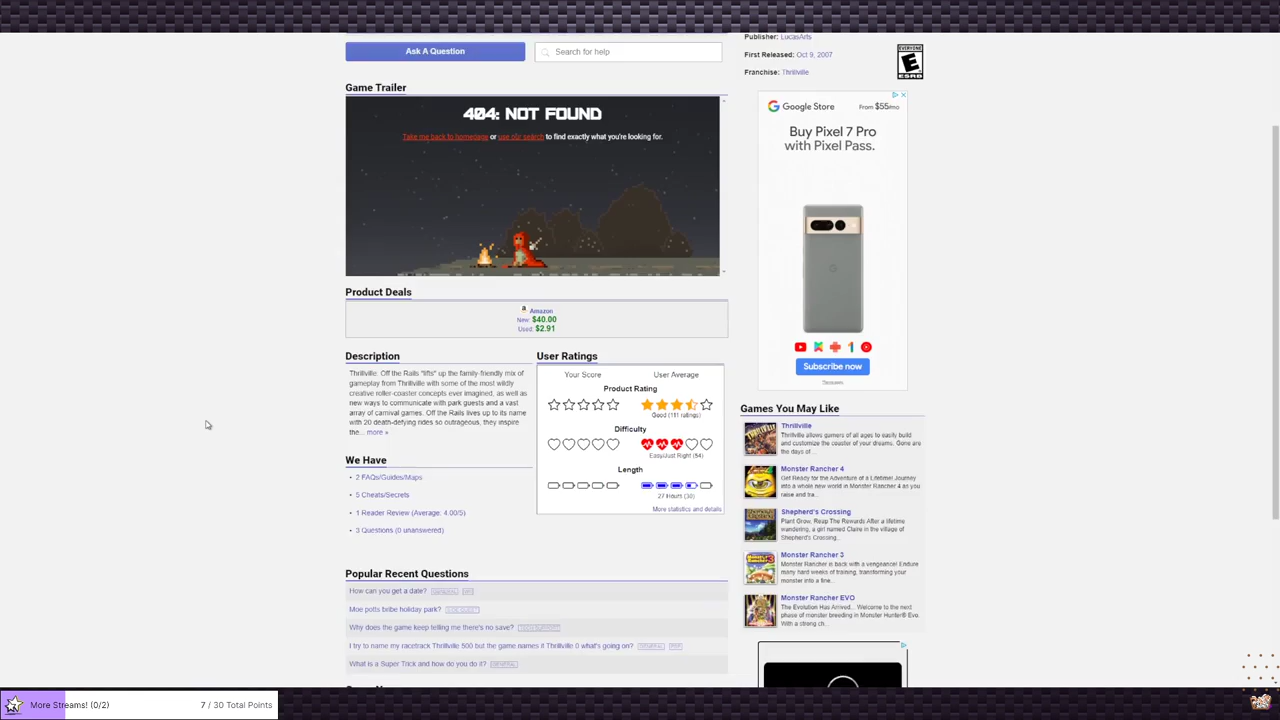 Publisher: LucasArts
Ask A Question
Search for help
First Released: Oct 9, 2007
EVERYONE
E
ESRB
Franchise: Thrillville
Game Trailer
404: NOT FOUND
Take me back to homepage or use our search to find exactly what you're looking for.
Google Store
From $55/mo
Buy Pixel 7 Pro
with Pixel Pass.
Subscribe now
Product Deals
Amazon
New: $40.00
Used: $2.91
Description
Thrillville: Off the Rails "lifts" up the family-friendly mix of
gameplay from Thrillville with some of the most wildly
creative roller-coaster concepts ever imagined, as well as
new ways to communicate with park guests and a vast
array of carnival games. Off the Rails lives up to its name
with 20 death-defying rides so outrageous, they inspire
the... more »
User Ratings
Your Score
User Average
Product Rating
Good (111 ratings)
Difficulty
Easy/Just Right (54)
Length
27 Hours (30)
More statistics and details
We Have
• 2 FAQs/Guides/Maps
• 5 Cheats/Secrets
• 1 Reader Review (Average: 4.00/5)
• 3 Questions (0 unanswered)
Games You May Like
Thrillville
Thrillville allows gamers of all ages to easily build
and customize the coaster of your dreams. Gone are
the days of...
Monster Rancher 4
Get Ready for the Adventure of a Lifetime! Journey
into a whole new world in Monster Rancher 4 as you
raise and tra...
Shepherd's Crossing
Plant Grow, Reap The Rewards After a lifetime
wandering, a girl named Claire in the village of
Shepherd's Crossing...
Monster Rancher 3
Monster Rancher is back with a vengeance! Endure
many hard weeks of training, transforming your
monster into a fine...
Monster Rancher EVO
The Evolution Has Arrived... Welcome to the next
phase of monster breeding in Monster Hunter® Evo.
With a strong ch...
Popular Recent Questions
How can you get a date? GENERAL
Moe potts bribe holiday park? SIDE QUEST
Why does the game keep telling me there's no save? TECH SUPPORT
I try to name my racetrack Thrillville 500 but the game names if Thrillville 0 what's going on? GENERAL PSP
What is a Super Trick and how do you do it? GENERAL
More Streams! (0/2)
7 / 30 Total Points